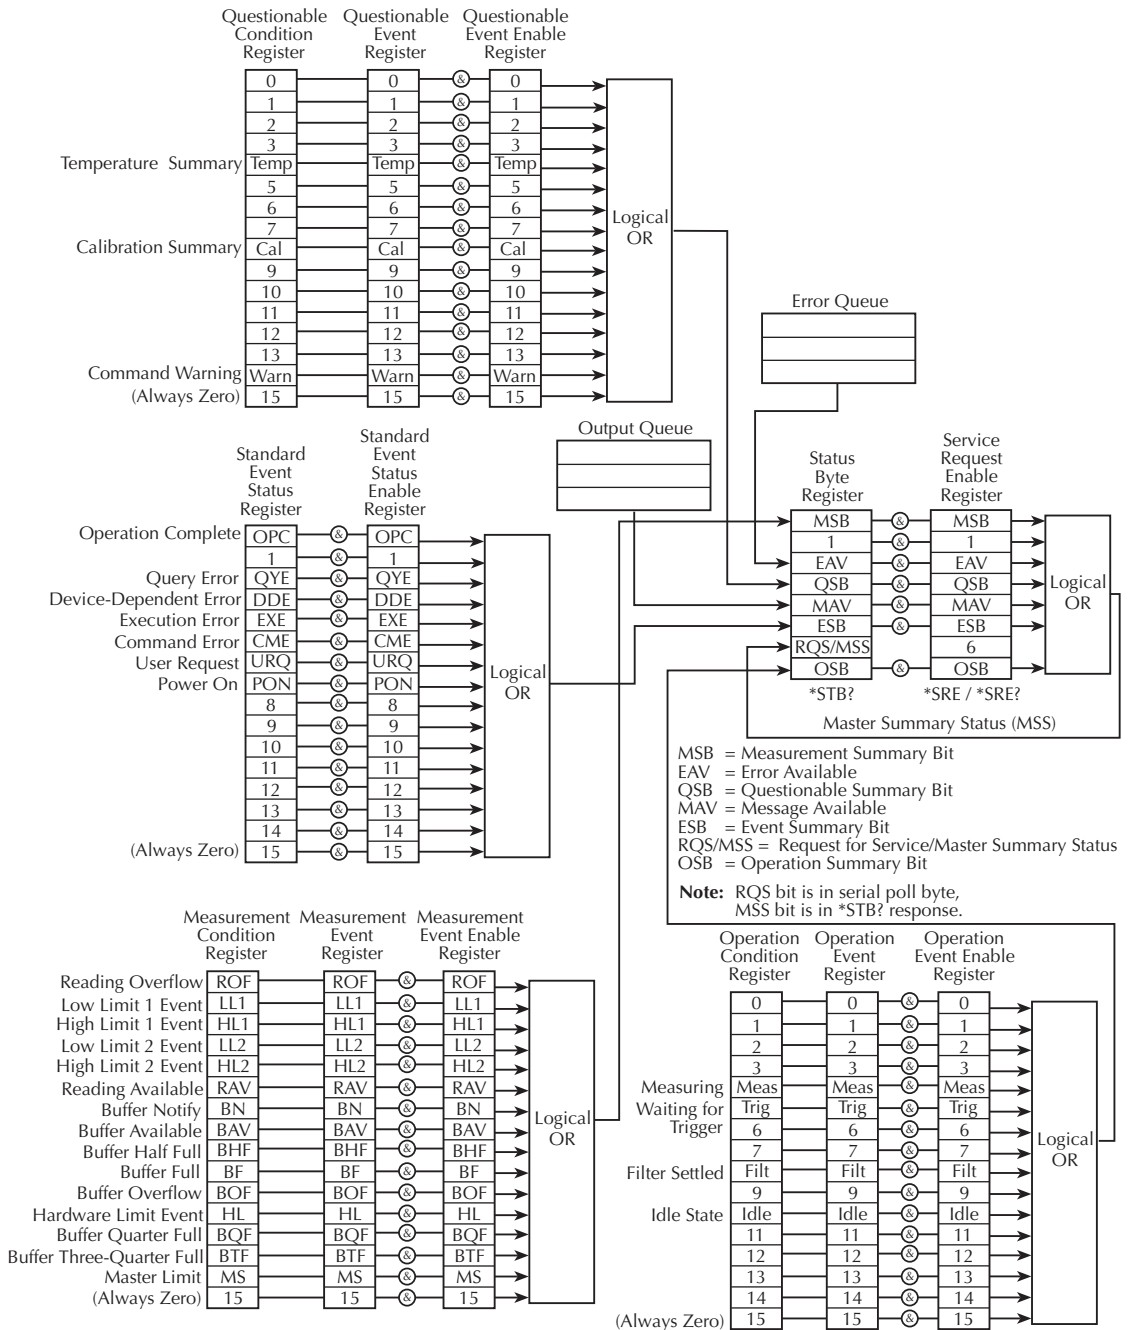 Questionable Condition Register
Questionable Event Register
Questionable Event Enable Register
0 0 & 0
1 1 & 1
2 2 & 2
3 3 & 3
Temperature Summary Temp Temp & Temp
5 5 & 5
6 6 & 6
7 7 & 7
Calibration Summary Cal Cal & Cal
9 9 & 9
10 10 & 10
11 11 & 11
12 12 & 12
13 13 & 13
Command Warning Warn Warn & Warn
(Always Zero) 15 15 & 15
Logical
OR
Error Queue
Output Queue
Standard
Event
Status
Register
Standard
Event
Status
Enable
Register
Operation Complete OPC & OPC
1 & 1
Query Error QYE & QYE
Device-Dependent Error DDE & DDE
Execution Error EXE & EXE
Command Error CME & CME
User Request URQ & URQ
Power On PON & PON
8 & 8
9 & 9
10 & 10
11 & 11
12 & 12
13 & 13
14 & 14
(Always Zero) 15 & 15
Logical
OR
Status
Byte
Register
Service
Request
Enable
Register
MSB & MSB
1 & 1
EAV & EAV
QSB & QSB
MAV & MAV
ESB & ESB
RQS/MSS 6
OSB & OSB
*STB? *SRE / *SRE?
Logical
OR
Master Summary Status (MSS)
MSB = Measurement Summary Bit
EAV = Error Available
QSB = Questionable Summary Bit
MAV = Message Available
ESB = Event Summary Bit
RQS/MSS = Request for Service/Master Summary Status
OSB = Operation Summary Bit
Note: RQS bit is in serial poll byte,
MSS bit is in *STB? response.
Measurement Condition Register
Measurement Event Register
Measurement Event Enable Register
Reading Overflow ROF ROF & ROF
Low Limit 1 Event LL1 LL1 & LL1
High Limit 1 Event HL1 HL1 & HL1
Low Limit 2 Event LL2 LL2 & LL2
High Limit 2 Event HL2 HL2 & HL2
Reading Available RAV RAV & RAV
Buffer Notify BN BN & BN
Buffer Available BAV BAV & BAV
Buffer Half Full BHF BHF & BHF
Buffer Full BF BF & BF
Buffer Overflow BOF BOF & BOF
Hardware Limit Event HL HL & HL
Buffer Quarter Full BQF BQF & BQF
Buffer Three-Quarter Full BTF BTF & BTF
Master Limit MS MS & MS
(Always Zero) 15 15 & 15
Logical
OR
Operation Condition Register
Operation Event Register
Operation Event Enable Register
0 0 & 0
1 1 & 1
2 2 & 2
3 3 & 3
Measuring Meas Meas & Meas
Waiting for Trigger Trig Trig & Trig
6 6 & 6
7 7 & 7
Filter Settled Filt Filt & Filt
9 9 & 9
Idle State Idle Idle & Idle
11 11 & 11
12 12 & 12
13 13 & 13
14 14 & 14
(Always Zero) 15 15 & 15
Logical
OR